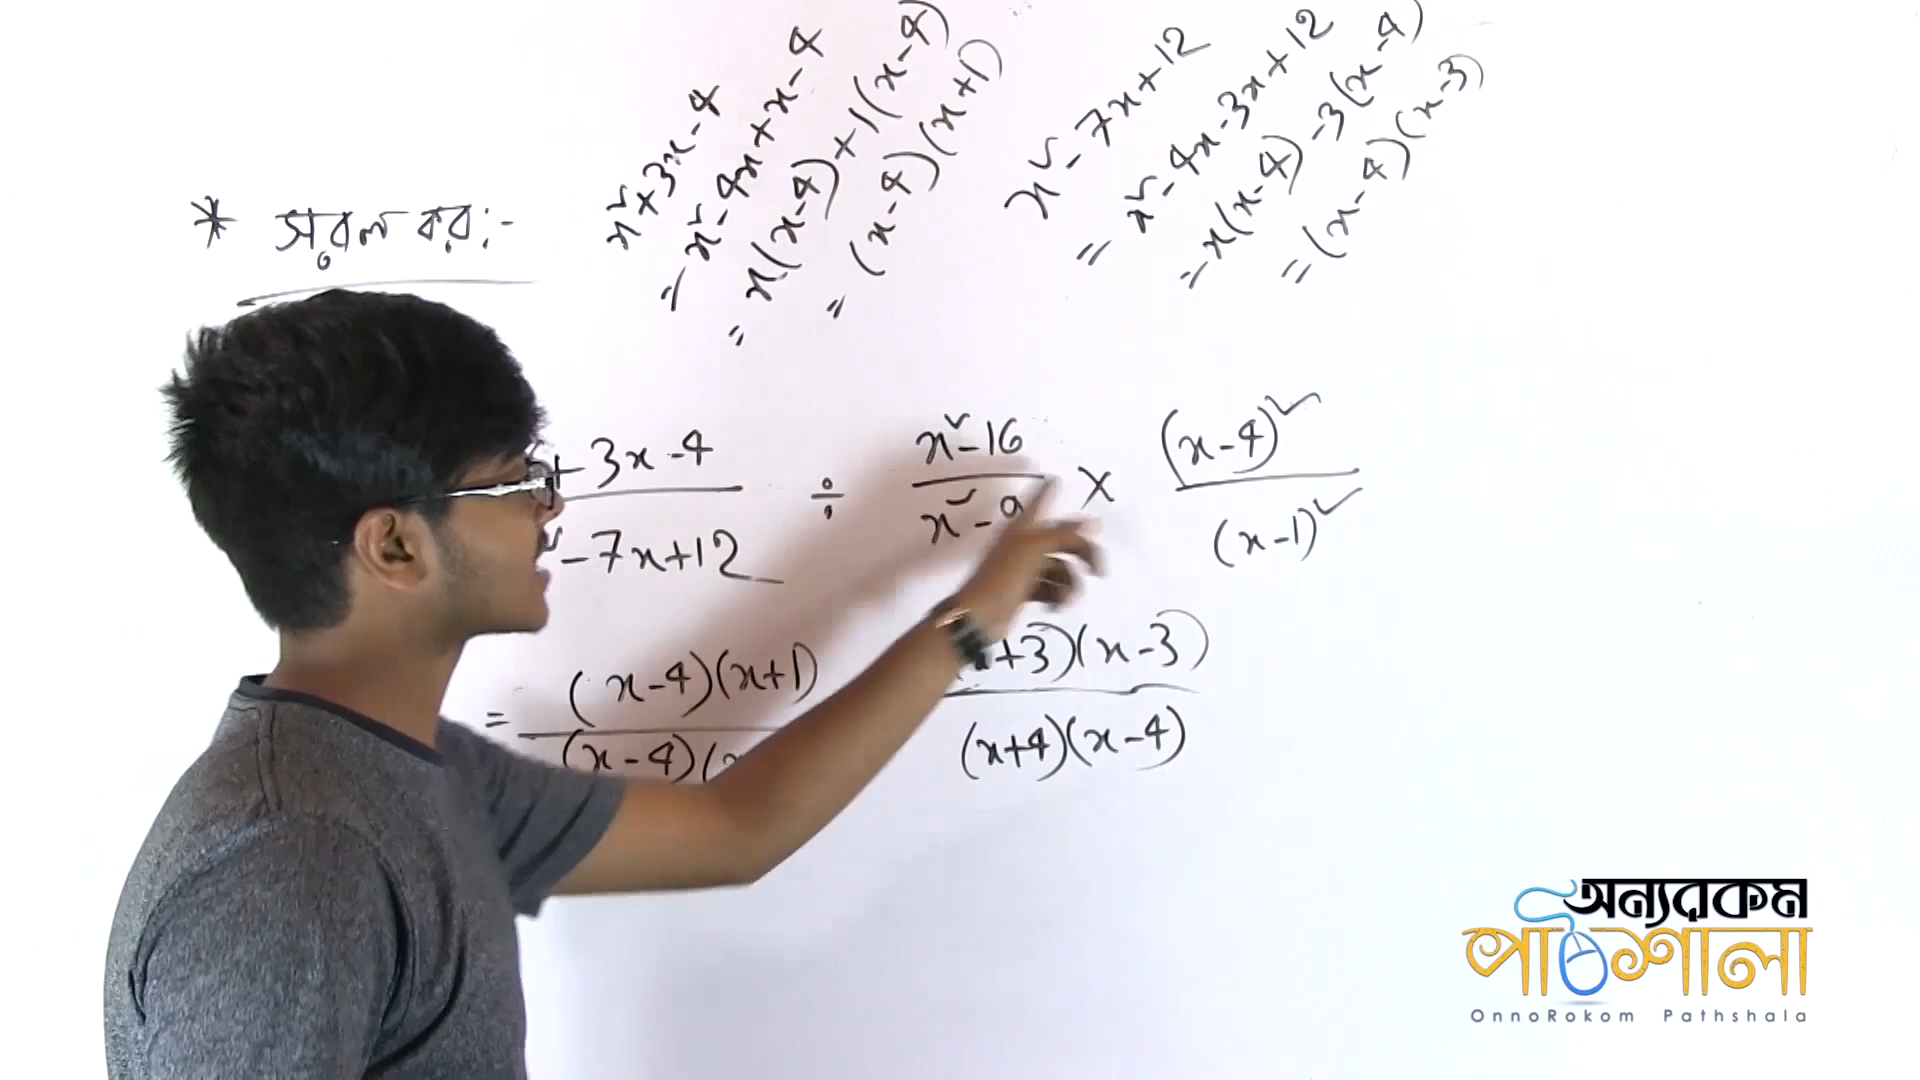 * সরল কর :-
x²+3x-4
= x²-4x+x-4
= x(x-4)+1(x-4)
= (x-4)(x+1)
x²-7x+12
= x²-4x-3x+12
= x(x-4)-3(x-4)
= (x-4)(x-3)
+3x-4 ÷ x²-16 × (x-4)²
-7x+12 x²-9 (x-1)²
= (x-4)(x+1) +3)(x-3)
(x-4)( (x+4)(x-4)
অন্যরকম
পাঠশালা
OnnoRokom Pathshala